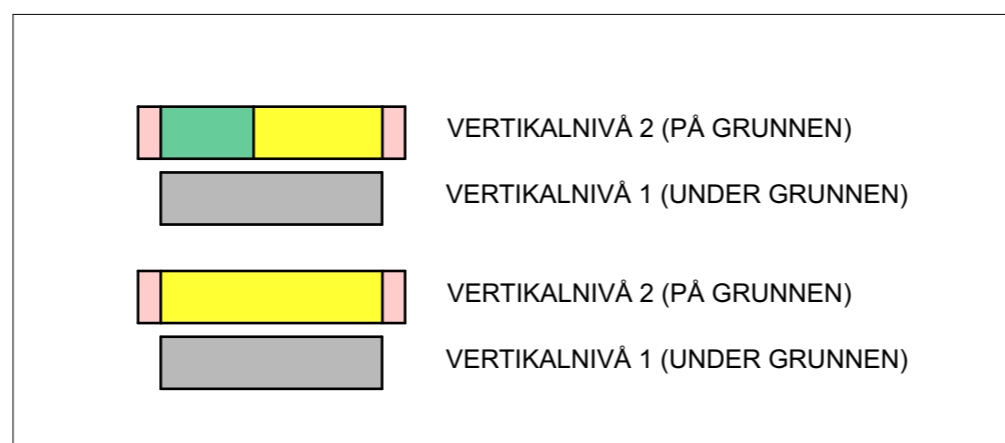 VERTIKALNIVÅ 2 (PÅ GRUNNEN)
VERTIKALNIVÅ 1 (UNDER GRUNNEN)
VERTIKALNIVÅ 2 (PÅ GRUNNEN)
VERTIKALNIVÅ 1 (UNDER GRUNNEN)